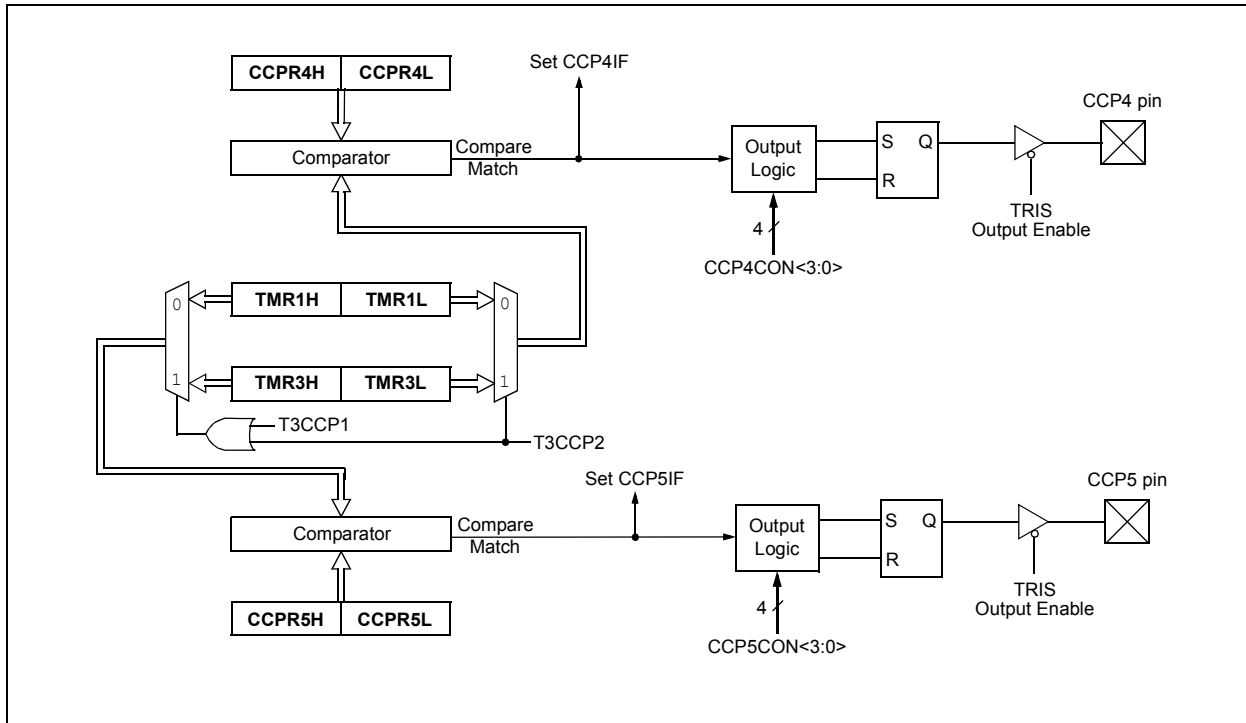 CCPR4H CCPR4L
Set CCP4IF
CCP4 pin
Comparator
Compare
Match
Output
Logic
S Q
R
TRIS
Output Enable
4
CCP4CON<3:0>
0 TMR1H TMR1L 0
1 TMR3H TMR3L 1
T3CCP1
T3CCP2
Set CCP5IF
CCP5 pin
Comparator
Compare
Match
Output
Logic
S Q
R
TRIS
Output Enable
4
CCPR5H CCPR5L
CCP5CON<3:0>